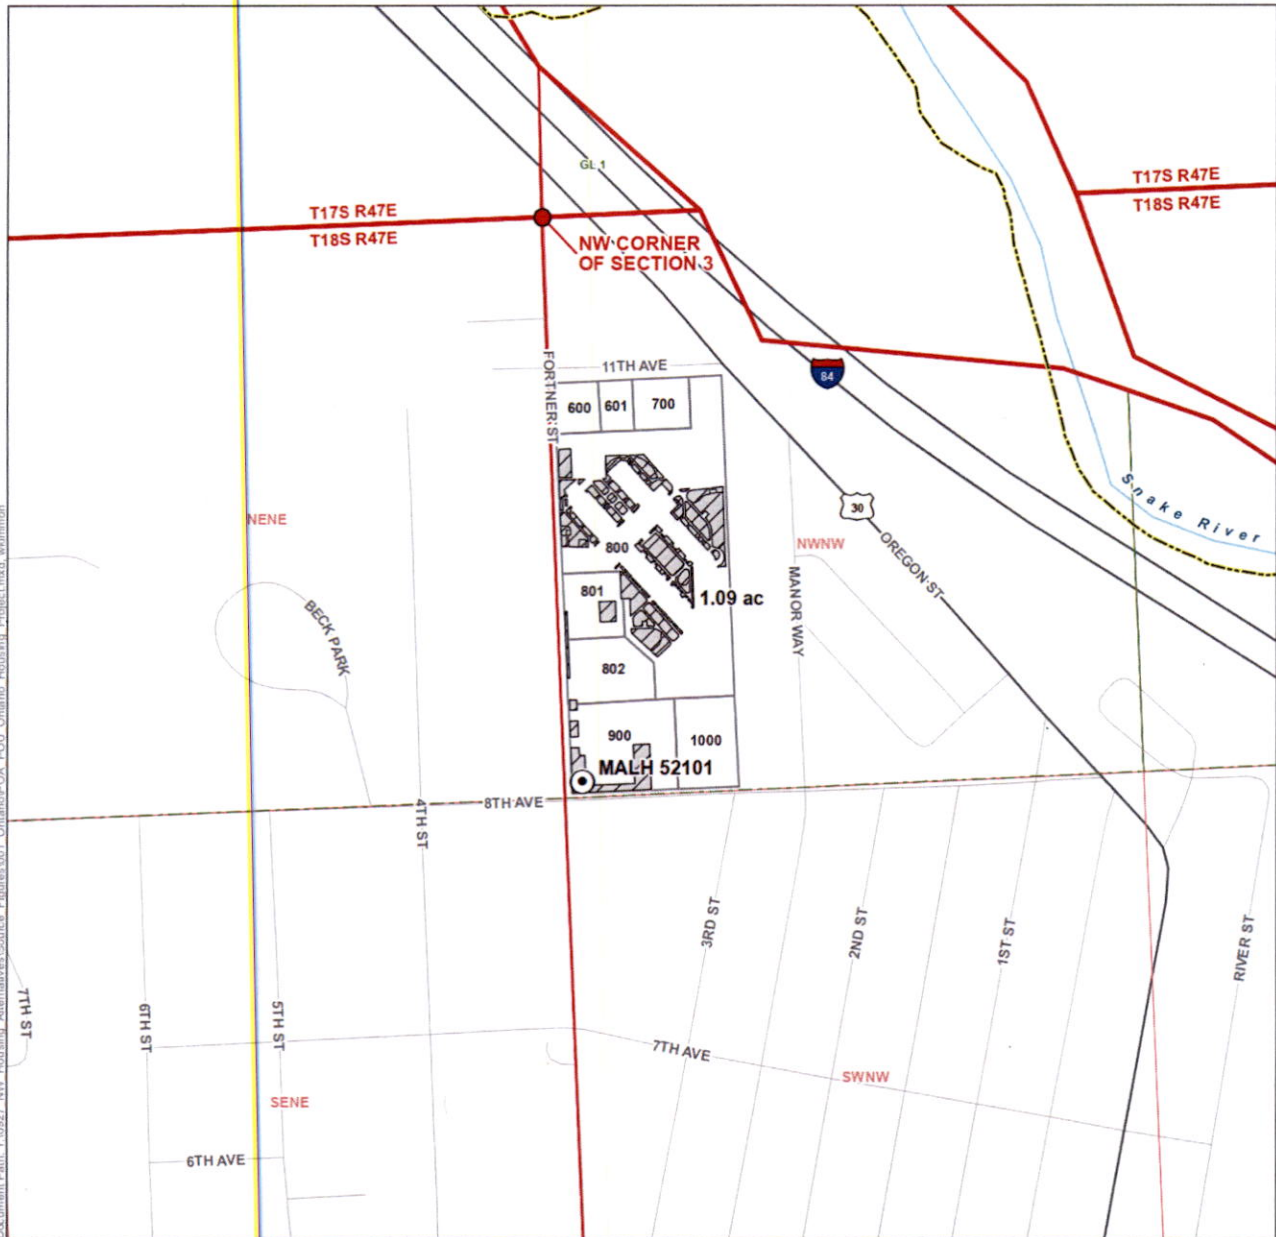 GL 1
T17S R47E
T18S R47E
T17S R47E
T18S R47E
NW CORNER
OF SECTION 3
11TH AVE
84
FORTNER ST
600
601
700
30
Snake River
NENE
NWNW
OREGON ST
800
801
1.09 ac
MANOR WAY
BECK PARK
802
900
1000
MALH 52101
8TH AVE
4TH ST
3RD ST
2ND ST
1ST ST
RIVER ST
7TH ST
6TH ST
5TH ST
7TH AVE
SWNW
SENE
6TH AVE